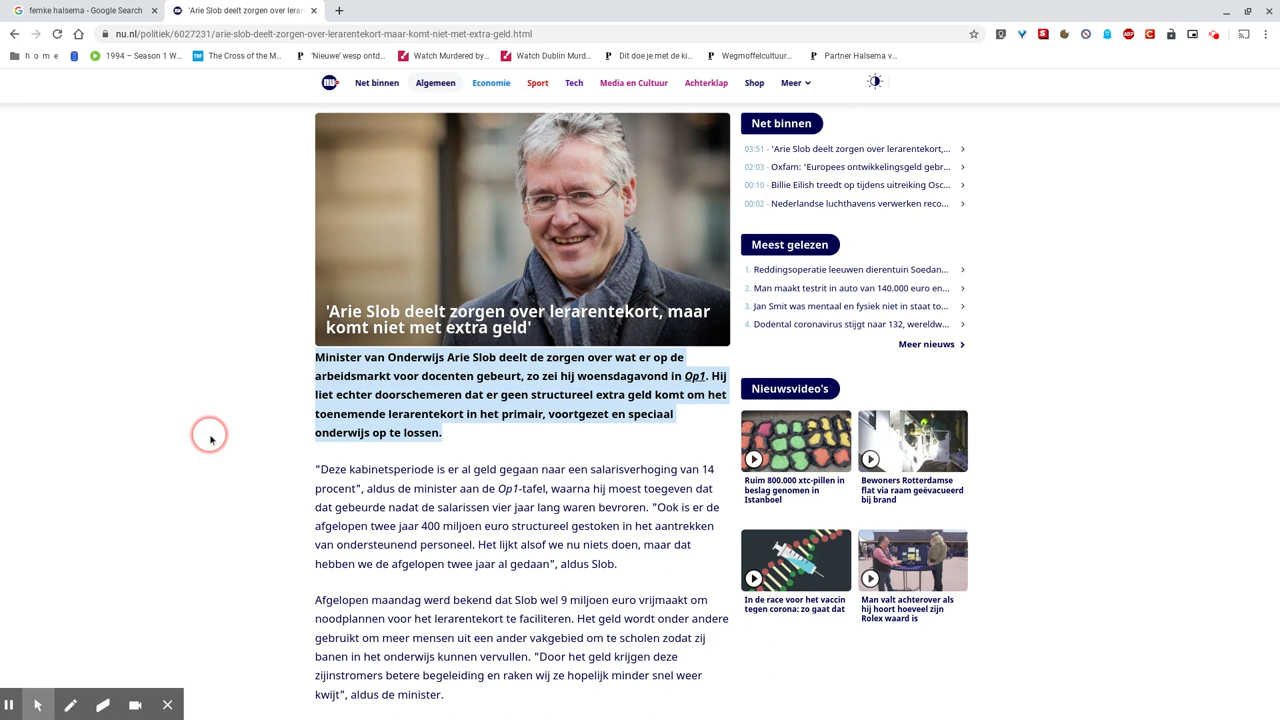 femke halsema - Google Search
'Arie Slob deelt zorgen over lerar
nu.nl/politiek/6027231/arie-slob-deelt-zorgen-over-lerarentekort-maar-komt-niet-met-extra-geld.html
h o m e
1994 – Season 1 W...
The Cross of the M...
'Nieuwe' wesp ontd...
Watch Murdered by...
Watch Dublin Murd...
Dit doe je met de ki...
Wegmoffelcultuur...
Partner Halsema v...
nu
Net binnen
Algemeen
Economie
Sport
Tech
Media en Cultuur
Achterklap
Shop
Meer
'Arie Slob deelt zorgen over lerarentekort, maar
komt niet met extra geld'
Minister van Onderwijs Arie Slob deelt de zorgen over wat er op de
arbeidsmarkt voor docenten gebeurt, zo zei hij woensdagavond in Op1. Hij
liet echter doorschemeren dat er geen structureel extra geld komt om het
toenemende lerarentekort in het primair, voortgezet en speciaal
onderwijs op te lossen.
"Deze kabinetsperiode is er al geld gegaan naar een salarisverhoging van 14
procent", aldus de minister aan de Op1-tafel, waarna hij moest toegeven dat
dat gebeurde nadat de salarissen vier jaar lang waren bevroren. "Ook is er de
afgelopen twee jaar 400 miljoen euro structureel gestoken in het aantrekken
van ondersteunend personeel. Het lijkt alsof we nu niets doen, maar dat
hebben we de afgelopen twee jaar al gedaan", aldus Slob.
Afgelopen maandag werd bekend dat Slob wel 9 miljoen euro vrijmaakt om
noodplannen voor het lerarentekort te faciliteren. Het geld wordt onder andere
gebruikt om meer mensen uit een ander vakgebied om te scholen zodat zij
banen in het onderwijs kunnen vervullen. "Door het geld krijgen deze
zijinstromers betere begeleiding en raken wij ze hopelijk minder snel weer
kwijt", aldus de minister.
Net binnen
03:51 - 'Arie Slob deelt zorgen over lerarentekort,...
02:03 - Oxfam: 'Europees ontwikkelingsgeld gebr...
00:10 - Billie Eilish treedt op tijdens uitreiking Osc...
00:02 - Nederlandse luchthavens verwerken reco...
Meest gelezen
1. Reddingsoperatie leeuwen dierentuin Soedan...
2. Man maakt testrit in auto van 140.000 euro en...
3. Jan Smit was mentaal en fysiek niet in staat to...
4. Dodental coronavirus stijgt naar 132, wereldw...
Meer nieuws
Nieuwsvideo's
Ruim 800.000 xtc-pillen in
beslag genomen in
Istanboel
Bewoners Rotterdamse
flat via raam geëvacueerd
bij brand
In de race voor het vaccin
tegen corona: zo gaat dat
Man valt achterover als
hij hoort hoeveel zijn
Rolex waard is